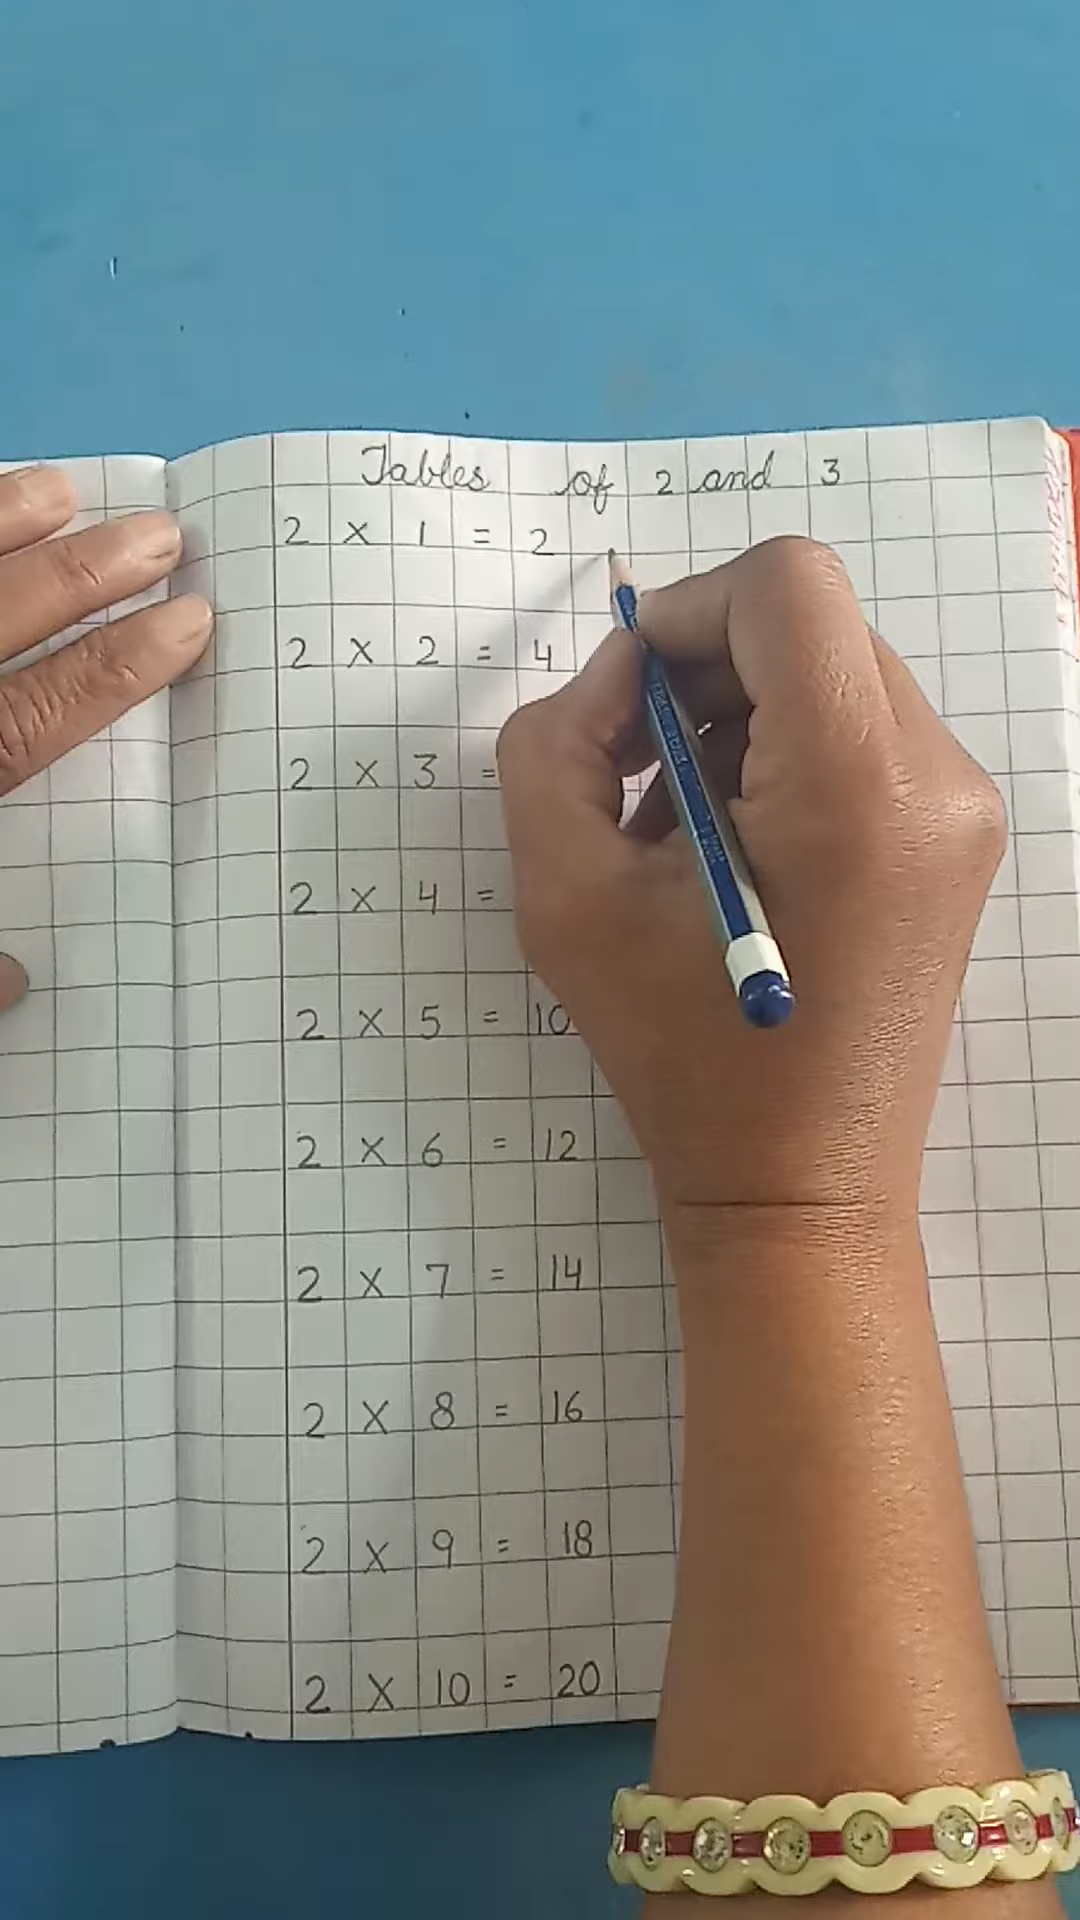 Tables of 2 and 3
2 × 1 = 2
2 × 2 = 4
2 × 3 =
2 × 4 =
2 × 5 = 10
2 × 6 = 12
2 × 7 = 14
2 × 8 = 16
2 × 9 = 18
2 × 10 = 20